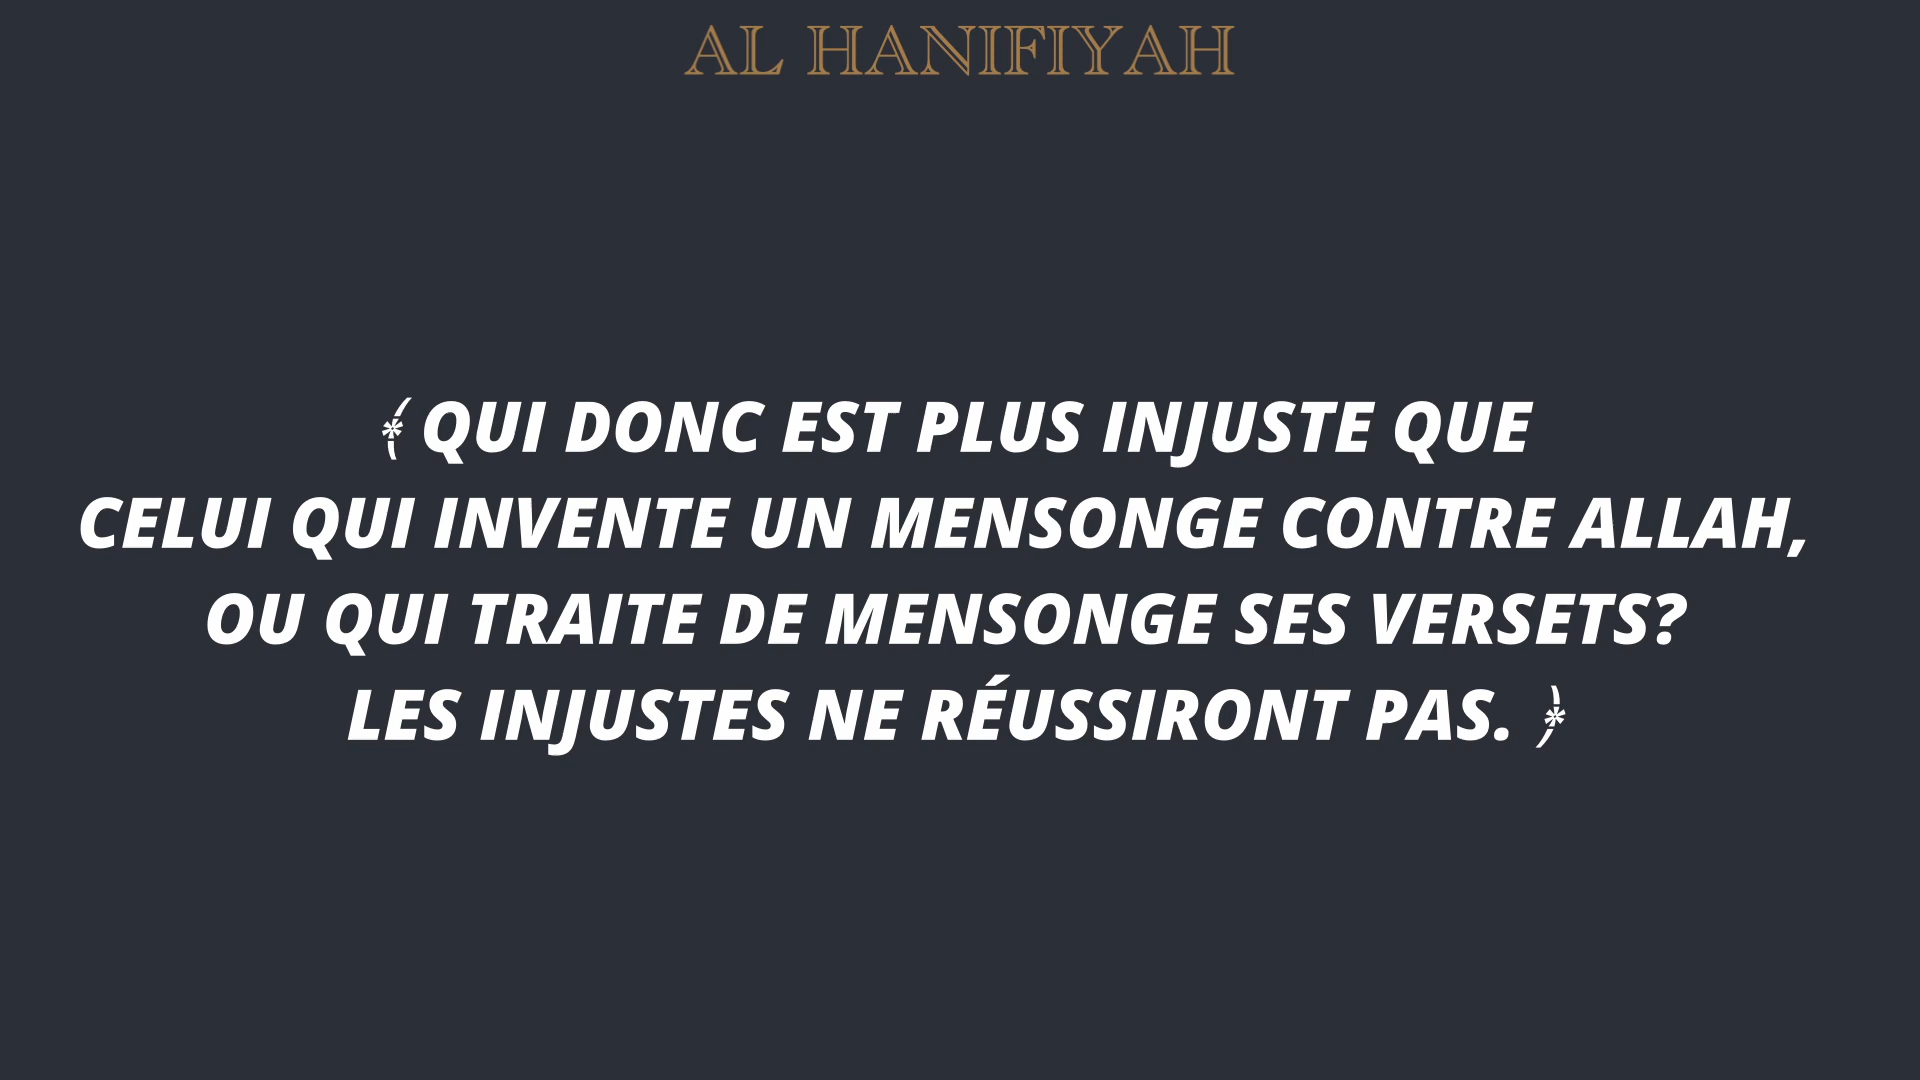 AL HANIFIYAH
﴾ QUI DONC EST PLUS INJUSTE QUE
CELUI QUI INVENTE UN MENSONGE CONTRE ALLAH,
OU QUI TRAITE DE MENSONGE SES VERSETS?
LES INJUSTES NE RÉUSSIRONT PAS. ﴿